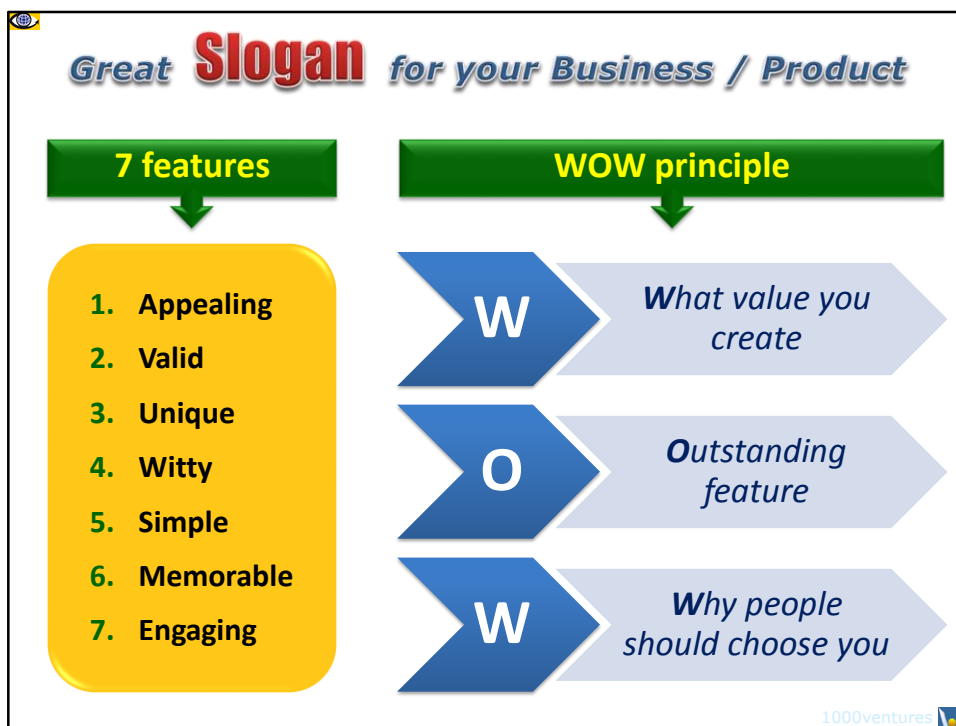 Great Slogan for your Business / Product
7 features
1. Appealing
2. Valid
3. Unique
4. Witty
5. Simple
6. Memorable
7. Engaging
WOW principle
W
What value you
create
O
Outstanding
feature
W
Why people
should choose you
1000ventures